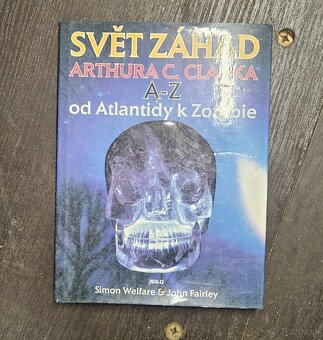 SVĚT ZÁHAD
ARTHURA C. CLARKA
A-Z
od Atlantidy k Zombie
Simon Welfare & John Fairley